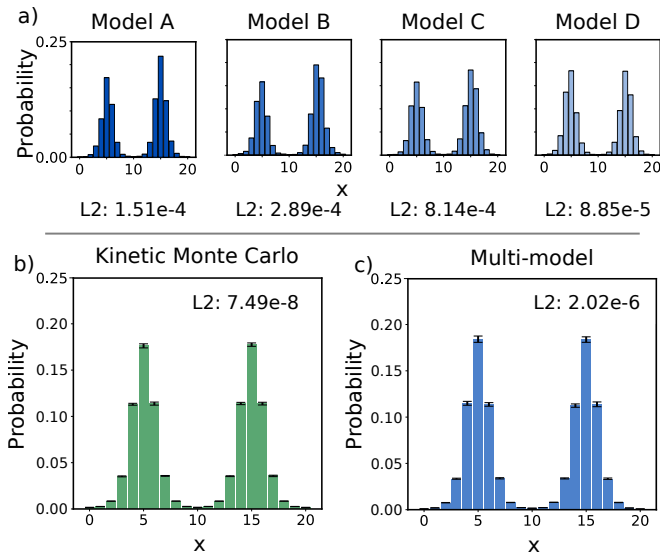 a)
Model A
Model B
Model C
Model D
Probability
0.25
0.00
0 10 20
0 10 20
0 10 20
0 10 20
x
L2: 1.51e-4
L2: 2.89e-4
L2: 8.14e-4
L2: 8.85e-5
b)
Kinetic Monte Carlo
L2: 7.49e-8
Probability
0.25
0.20
0.15
0.10
0.05
0.00
0 5 10 15 20
x
c)
Multi-model
L2: 2.02e-6
Probability
0.25
0.20
0.15
0.10
0.05
0.00
0 5 10 15 20
x